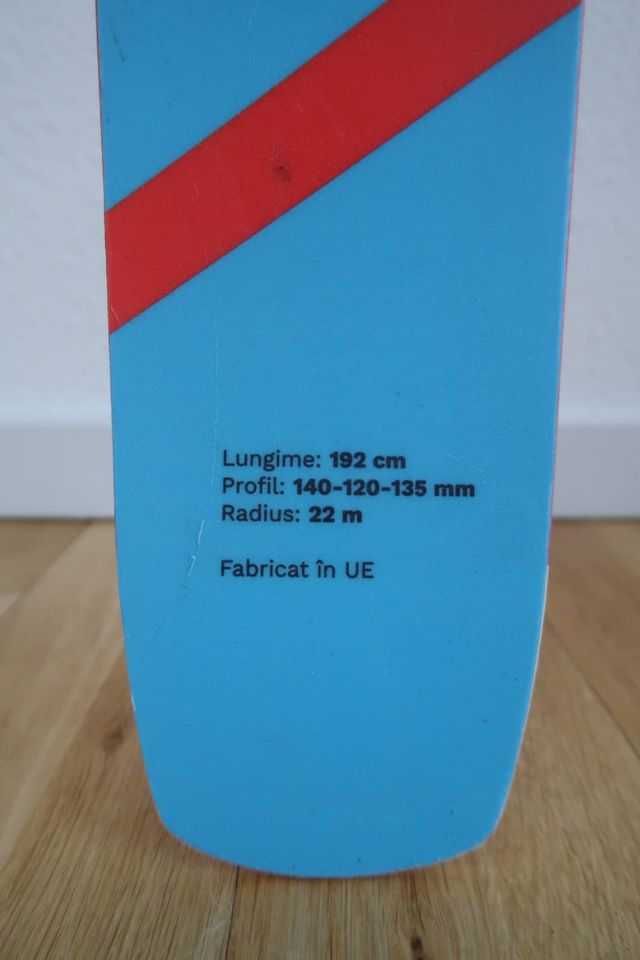 Lungime: 192 cm
Profil: 140-120-135 mm
Radius: 22 m
Fabricat în UE